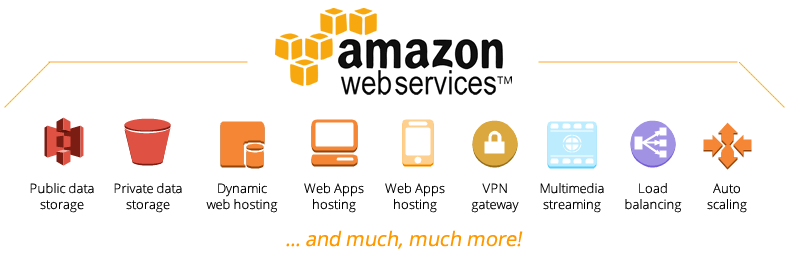 amazon
webservices™
Public data
storage
Private data
storage
Dynamic
web hosting
Web Apps
hosting
Web Apps
hosting
VPN
gateway
Multimedia
streaming
Load
balancing
Auto
scaling
... and much, much more!